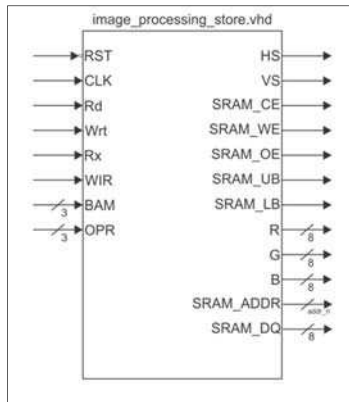 image_processing_store.vhd
RST
CLK
Rd
Wrt
Rx
WIR
BAM
3
OPR
3
HS
VS
SRAM_CE
SRAM_WE
SRAM_OE
SRAM_UB
SRAM_LB
R
8
G
8
B
8
SRAM_ADDR
addr_n
SRAM_DQ
8